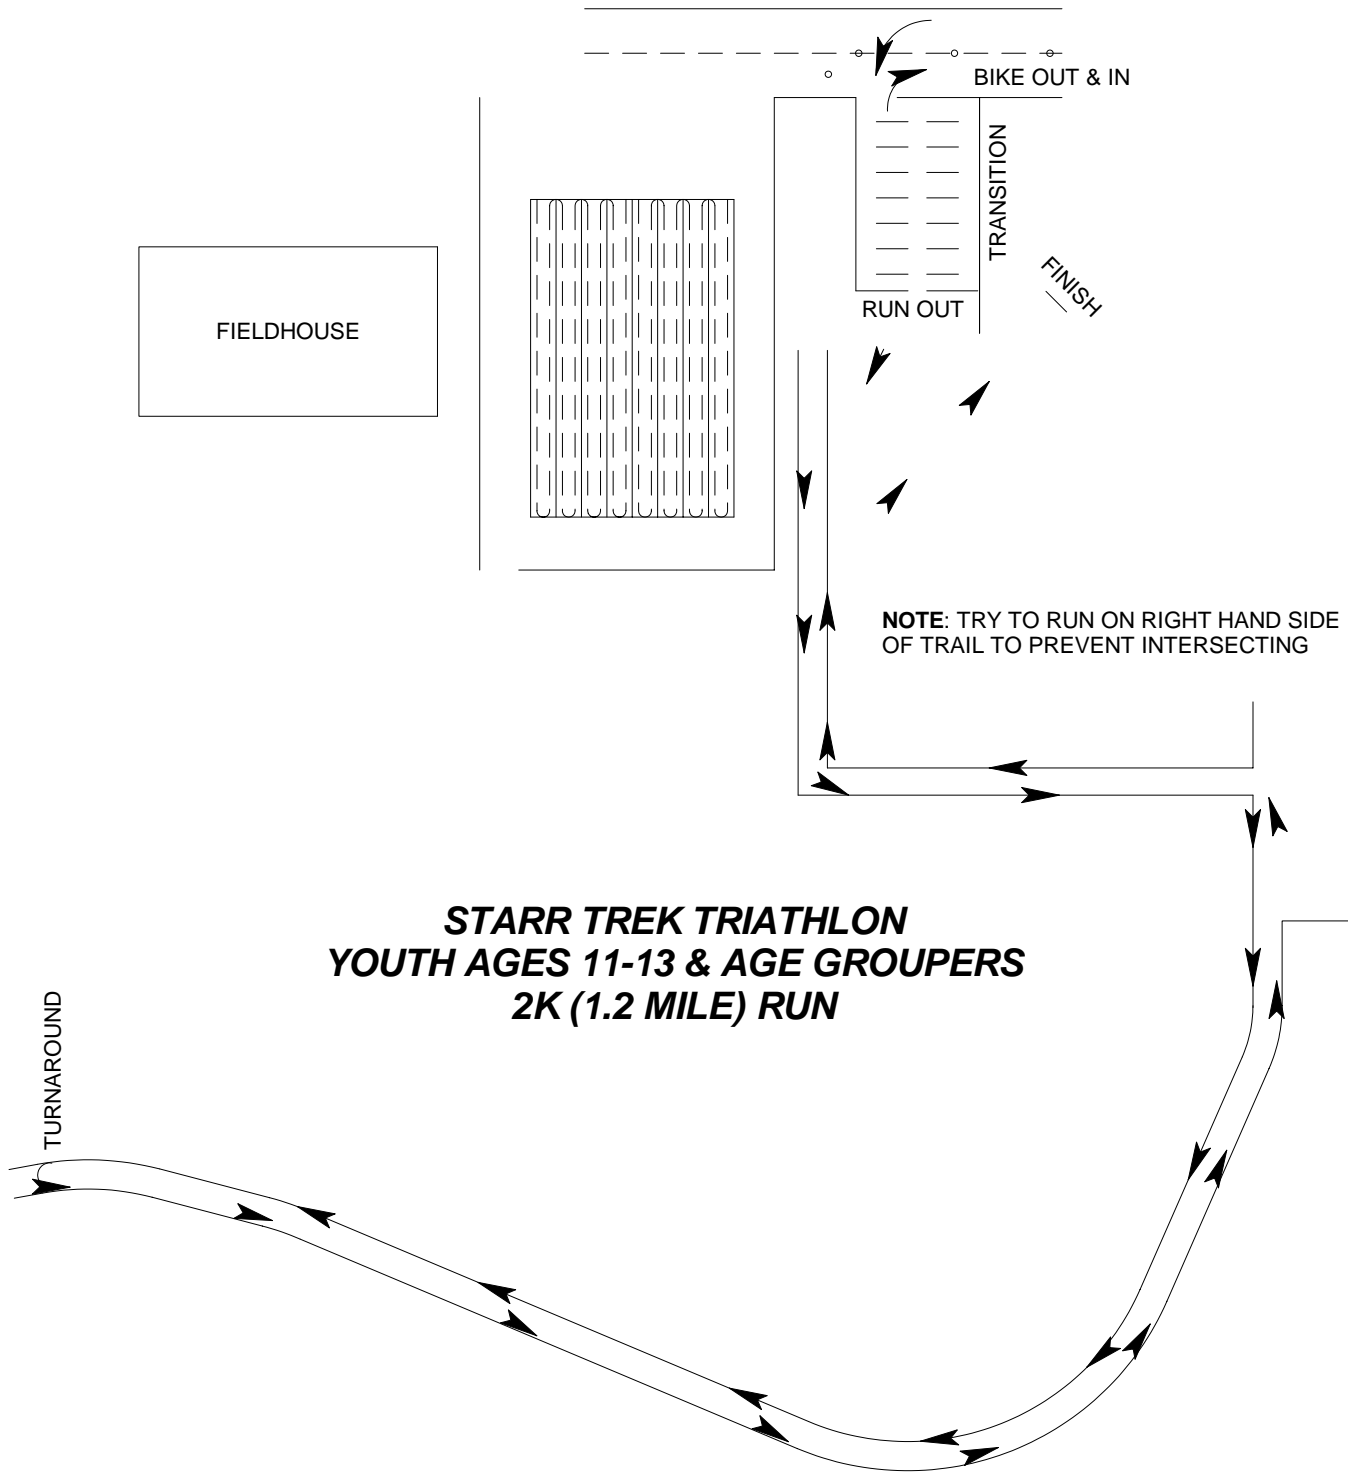 BIKE OUT & IN
TRANSITION
FINISH
RUN OUT
FIELDHOUSE
NOTE: TRY TO RUN ON RIGHT HAND SIDE
OF TRAIL TO PREVENT INTERSECTING
STARR TREK TRIATHLON
YOUTH AGES 11-13 & AGE GROUPERS
2K (1.2 MILE) RUN
TURNAROUND